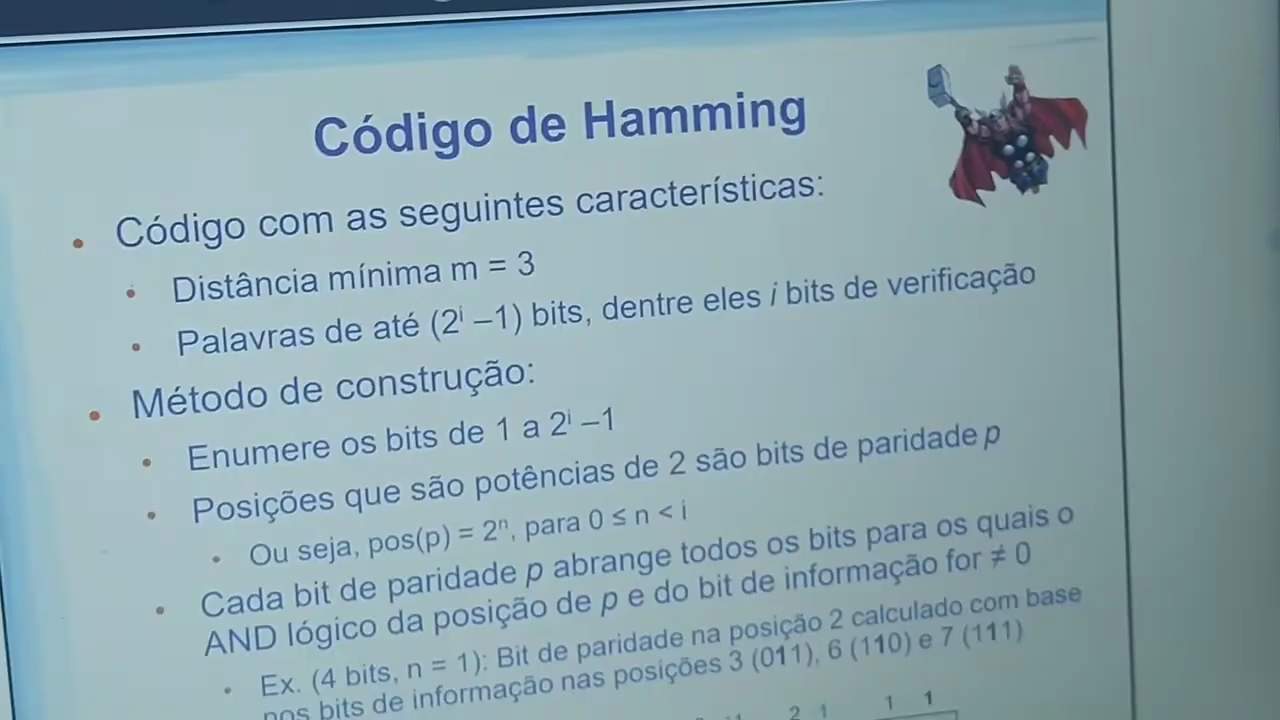 Código de Hamming
• Código com as seguintes características:
• Distância mínima m = 3
• Palavras de até (2ⁱ –1) bits, dentre eles i bits de verificação
• Método de construção:
• Enumere os bits de 1 a 2ⁱ –1
• Posições que são potências de 2 são bits de paridade p
• Ou seja, pos(p) = 2ⁿ, para 0 ≤ n < i
• Cada bit de paridade p abrange todos os bits para os quais o
AND lógico da posição de p e do bit de informação for ≠ 0
• Ex. (4 bits, n = 1): Bit de paridade na posição 2 calculado com base
nos bits de informação nas posições 3 (011), 6 (110) e 7 (111)
2 1 1 1